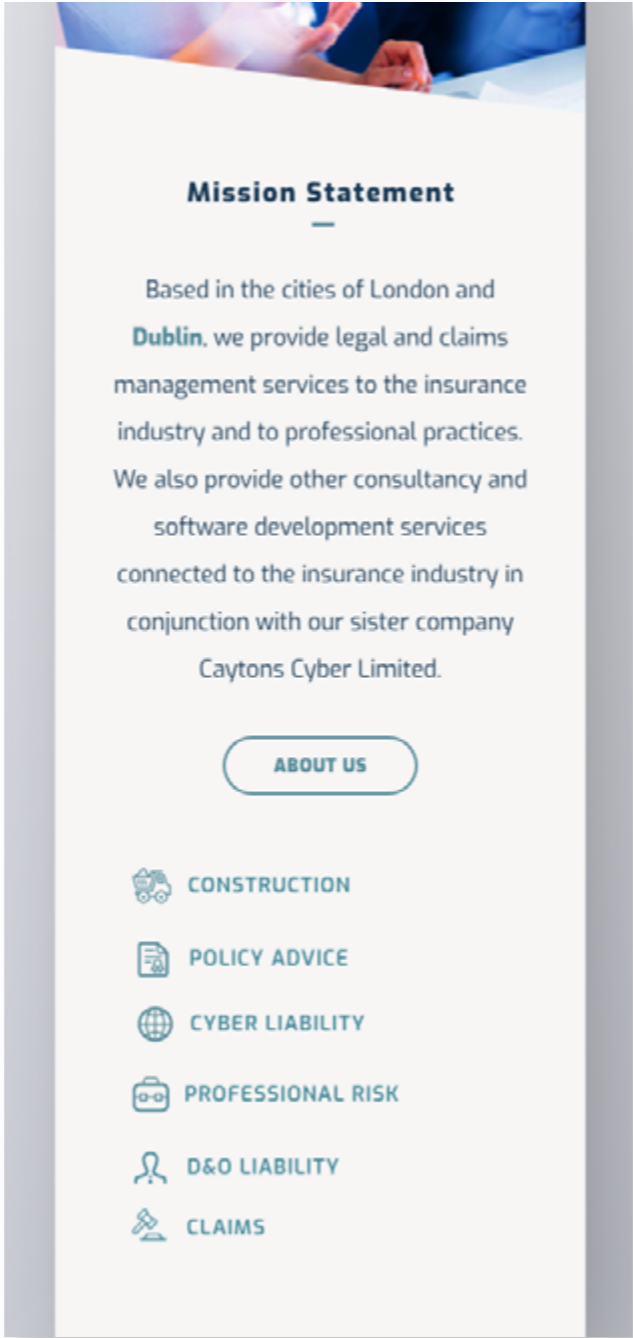 Mission Statement
Based in the cities of London and
Dublin, we provide legal and claims
management services to the insurance
industry and to professional practices.
We also provide other consultancy and
software development services
connected to the insurance industry in
conjunction with our sister company
Caytons Cyber Limited.
ABOUT US
CONSTRUCTION
POLICY ADVICE
CYBER LIABILITY
PROFESSIONAL RISK
D&O LIABILITY
CLAIMS